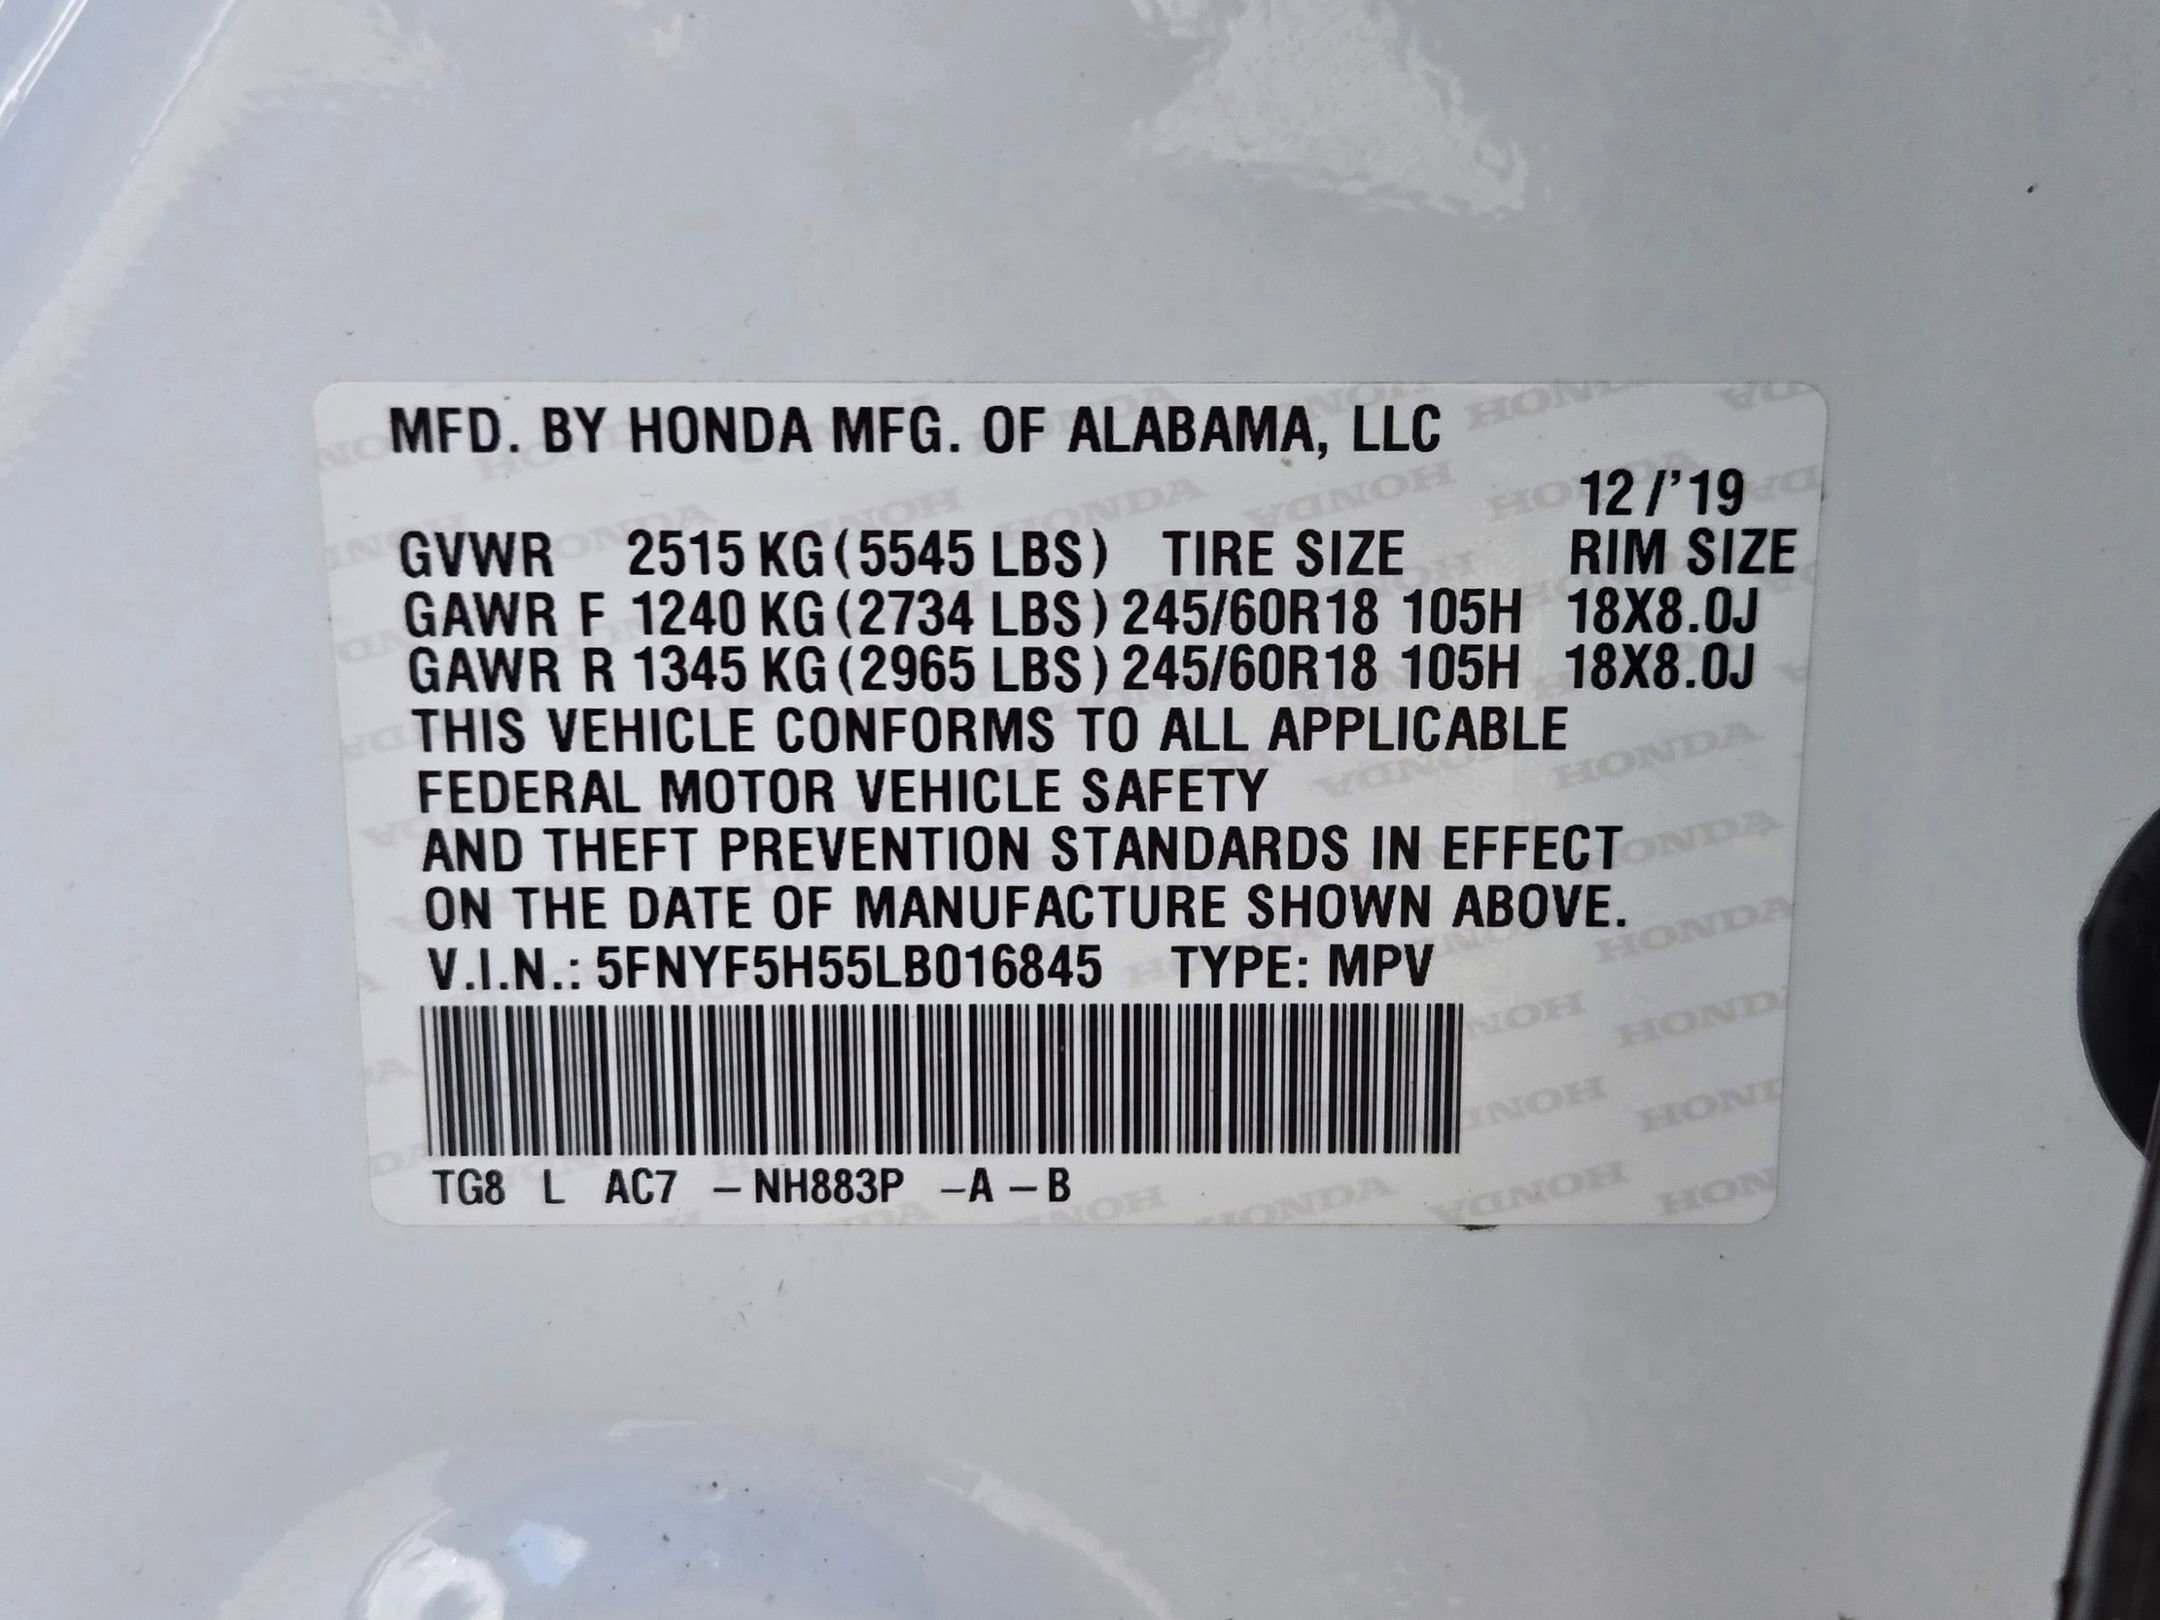 MFD. BY HONDA MFG. OF ALABAMA, LLC
12/'19
GVWR 2515 KG (5545 LBS) TIRE SIZE RIM SIZE
GAWR F 1240 KG (2734 LBS) 245/60R18 105H 18X8.0J
GAWR R 1345 KG (2965 LBS) 245/60R18 105H 18X8.0J
THIS VEHICLE CONFORMS TO ALL APPLICABLE
FEDERAL MOTOR VEHICLE SAFETY
AND THEFT PREVENTION STANDARDS IN EFFECT
ON THE DATE OF MANUFACTURE SHOWN ABOVE.
V.I.N.: 5FNYF5H55LB016845 TYPE: MPV
TG8 L AC7 – NH883P –A – B